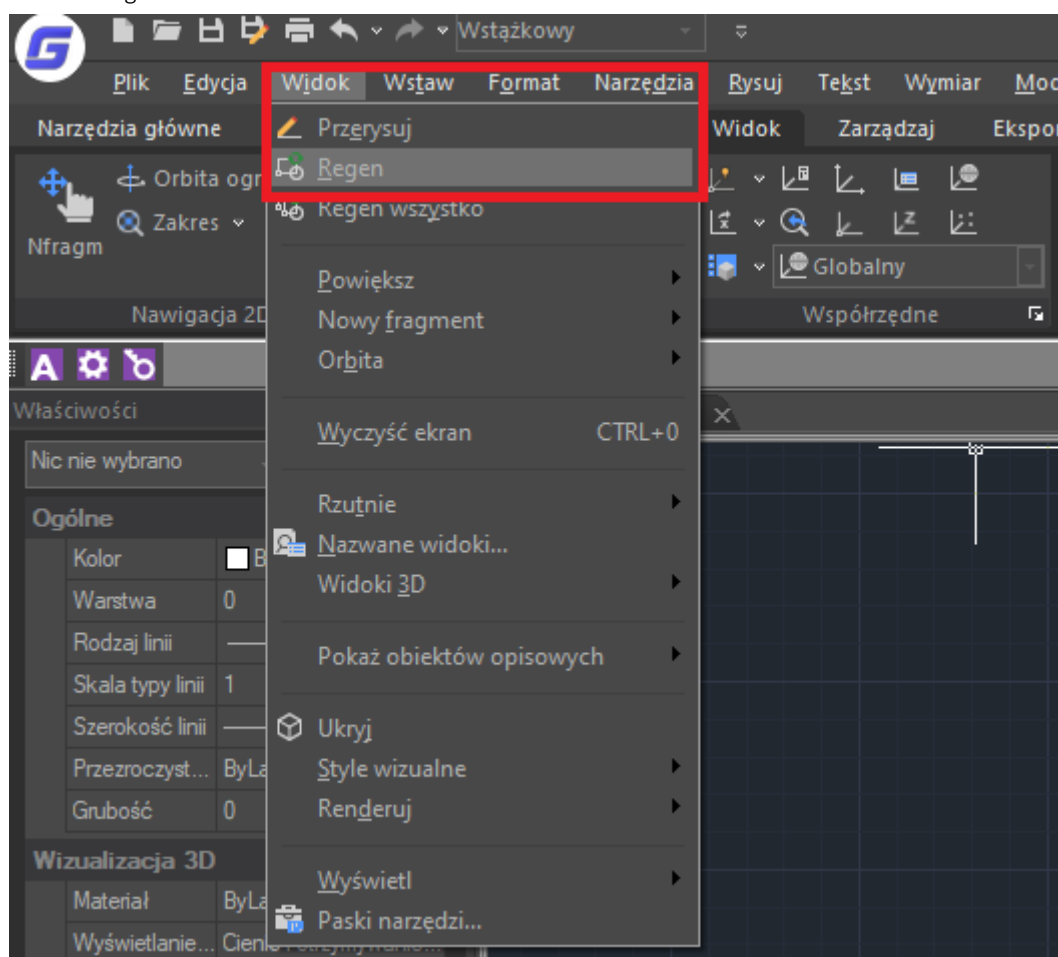 Wstążkowy
Plik Edycja Widok Wstaw Format Narzędzia Rysuj Tekst Wymiar
Narzędzia główne Widok Zarządzaj
Przerysuj
Regen
Regen wszystko
Orbita
Zakres
Nfragm
Globalny
Nawigacja 2D
Współrzędne
Powiększ
Nowy fragment
Orbita
Wyczyść ekran CTRL+0
Rzutnie
Nazwane widoki...
Widoki 3D
Pokaż obiektów opisowych
Ukryj
Style wizualne
Renderuj
Wyświetl
Paski narzędzi...
A
Właściwości
Nic nie wybrano
Ogólne
Kolor B
Warstwa 0
Rodzaj linii
Skala typy linii 1
Szerokość linii
Przezroczyst... ByLa
Grubość 0
Wizualizacja 3D
Materiał ByLa
Wyświetlanie... Cieni